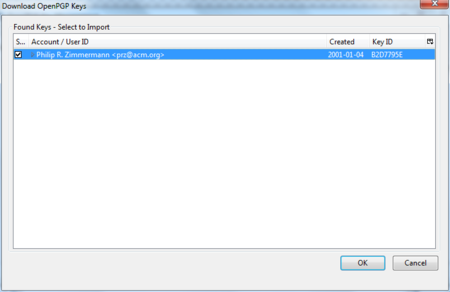 Download OpenPGP Keys
Found Keys - Select to Import
S... Account / User ID Created Key ID
Philip R. Zimmermann <prz@acm.org> 2001-01-04 B2D7795E
OK Cancel